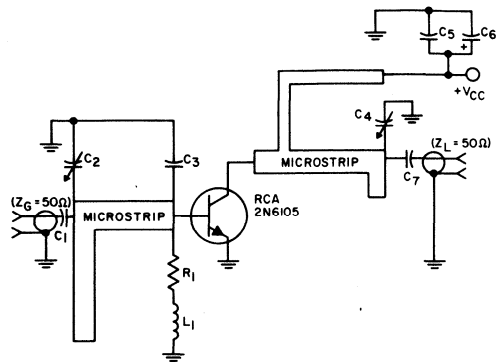 C5
C6
+
+VCC
C4
C2
C3
(ZL=50Ω)
MICROSTRIP
C7
(ZG=50Ω)
MICROSTRIP
RCA
2N6105
C1
R1
L1